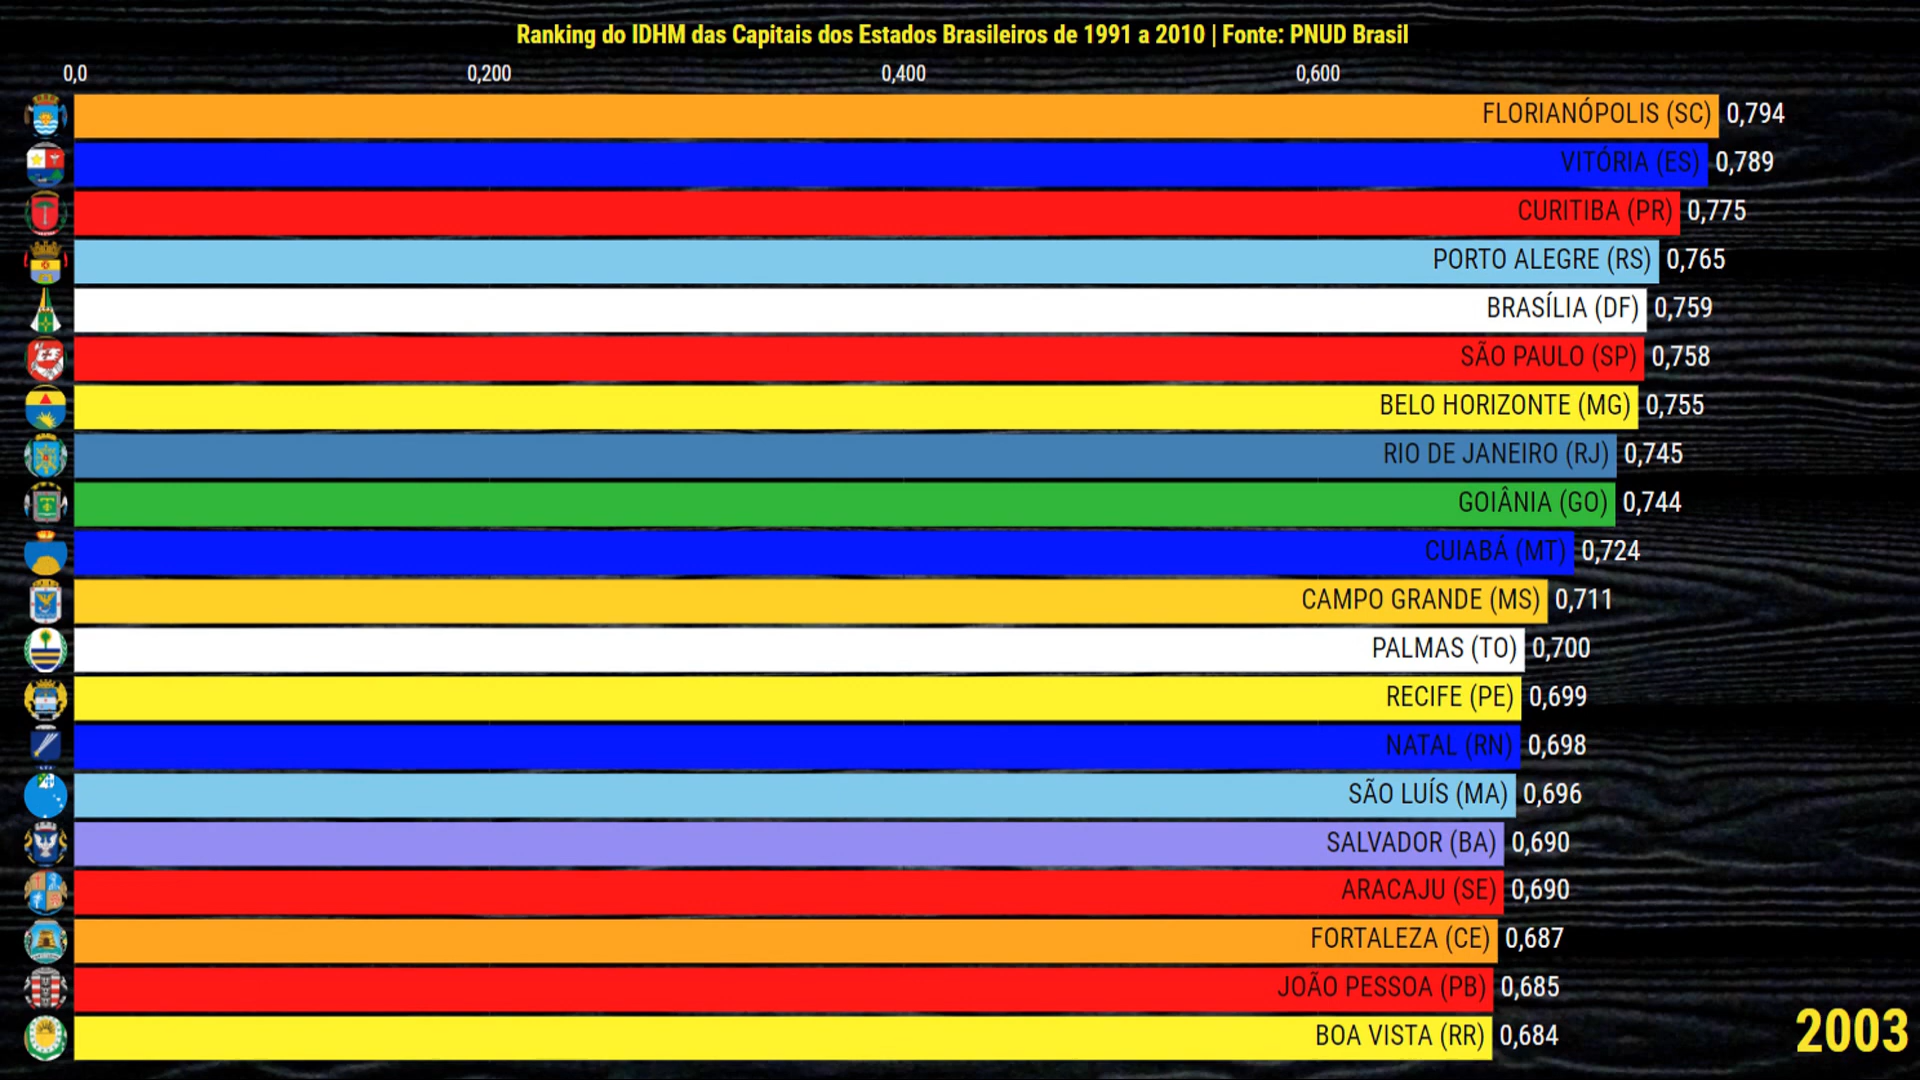 Ranking do IDHM das Capitais dos Estados Brasileiros de 1991 a 2010 | Fonte: PNUD Brasil
0,0 0,200 0,400 0,600
FLORIANÓPOLIS (SC) 0,794
VITÓRIA (ES) 0,789
CURITIBA (PR) 0,775
PORTO ALEGRE (RS) 0,765
BRASÍLIA (DF) 0,759
SÃO PAULO (SP) 0,758
BELO HORIZONTE (MG) 0,755
RIO DE JANEIRO (RJ) 0,745
GOIÂNIA (GO) 0,744
CUIABÁ (MT) 0,724
CAMPO GRANDE (MS) 0,711
PALMAS (TO) 0,700
RECIFE (PE) 0,699
NATAL (RN) 0,698
SÃO LUÍS (MA) 0,696
SALVADOR (BA) 0,690
ARACAJU (SE) 0,690
FORTALEZA (CE) 0,687
JOÃO PESSOA (PB) 0,685
BOA VISTA (RR) 0,684
2003